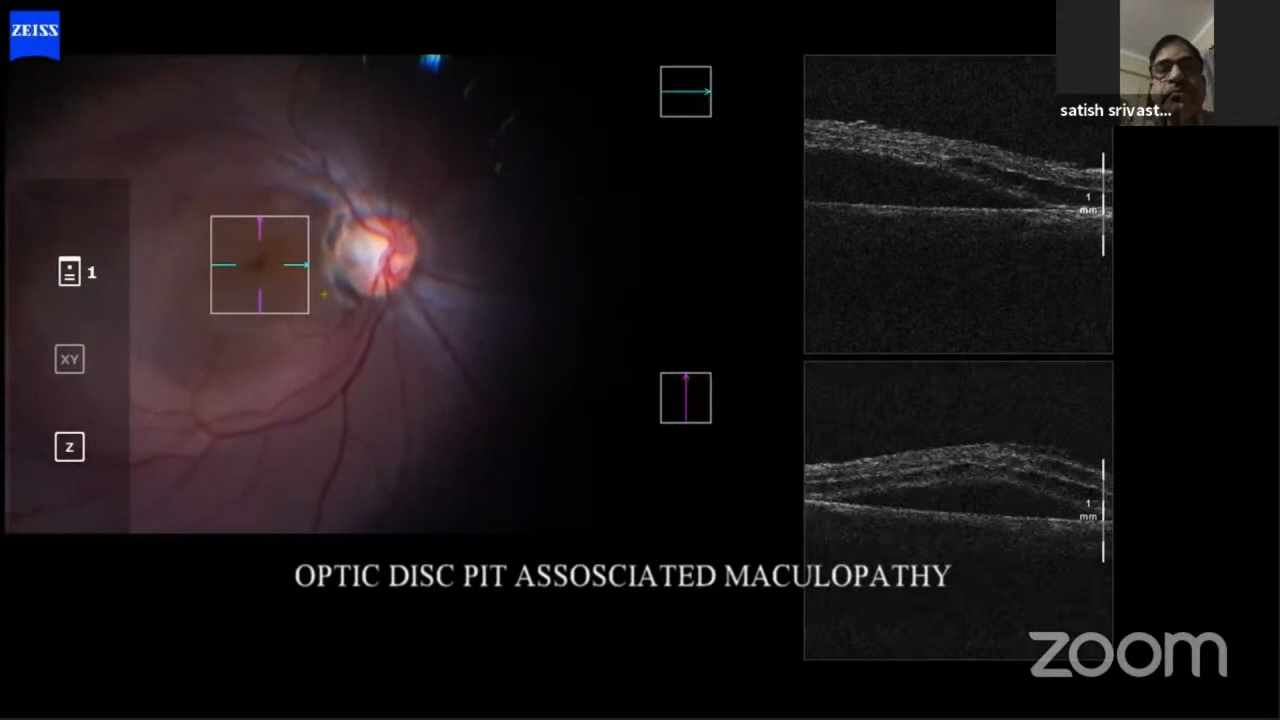 ZEISS
satish srivast...
1
XY
Z
1
mm
1
mm
OPTIC DISC PIT ASSOSCIATED MACULOPATHY
zoom